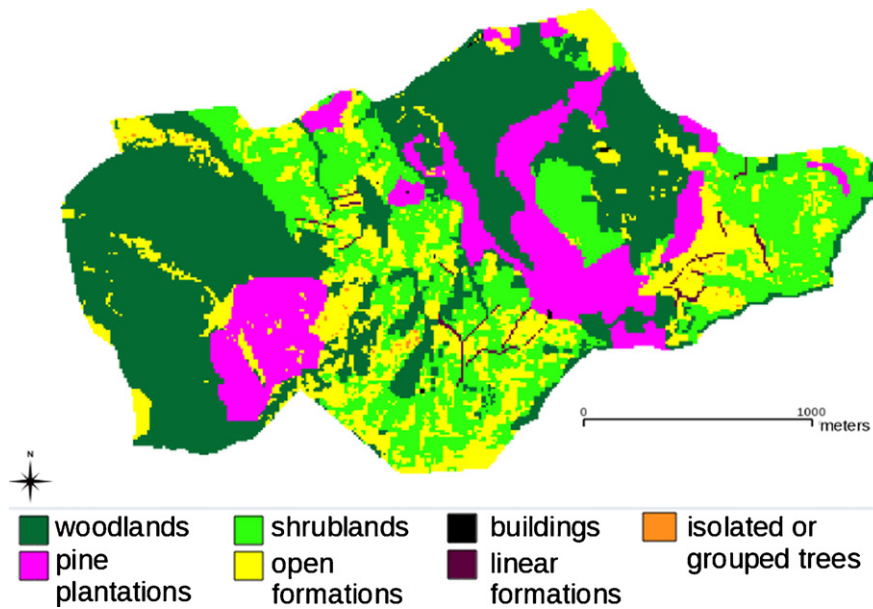 0 1000
meters
N
woodlands
shrublands
buildings
isolated or
grouped trees
pine
plantations
open
formations
linear
formations